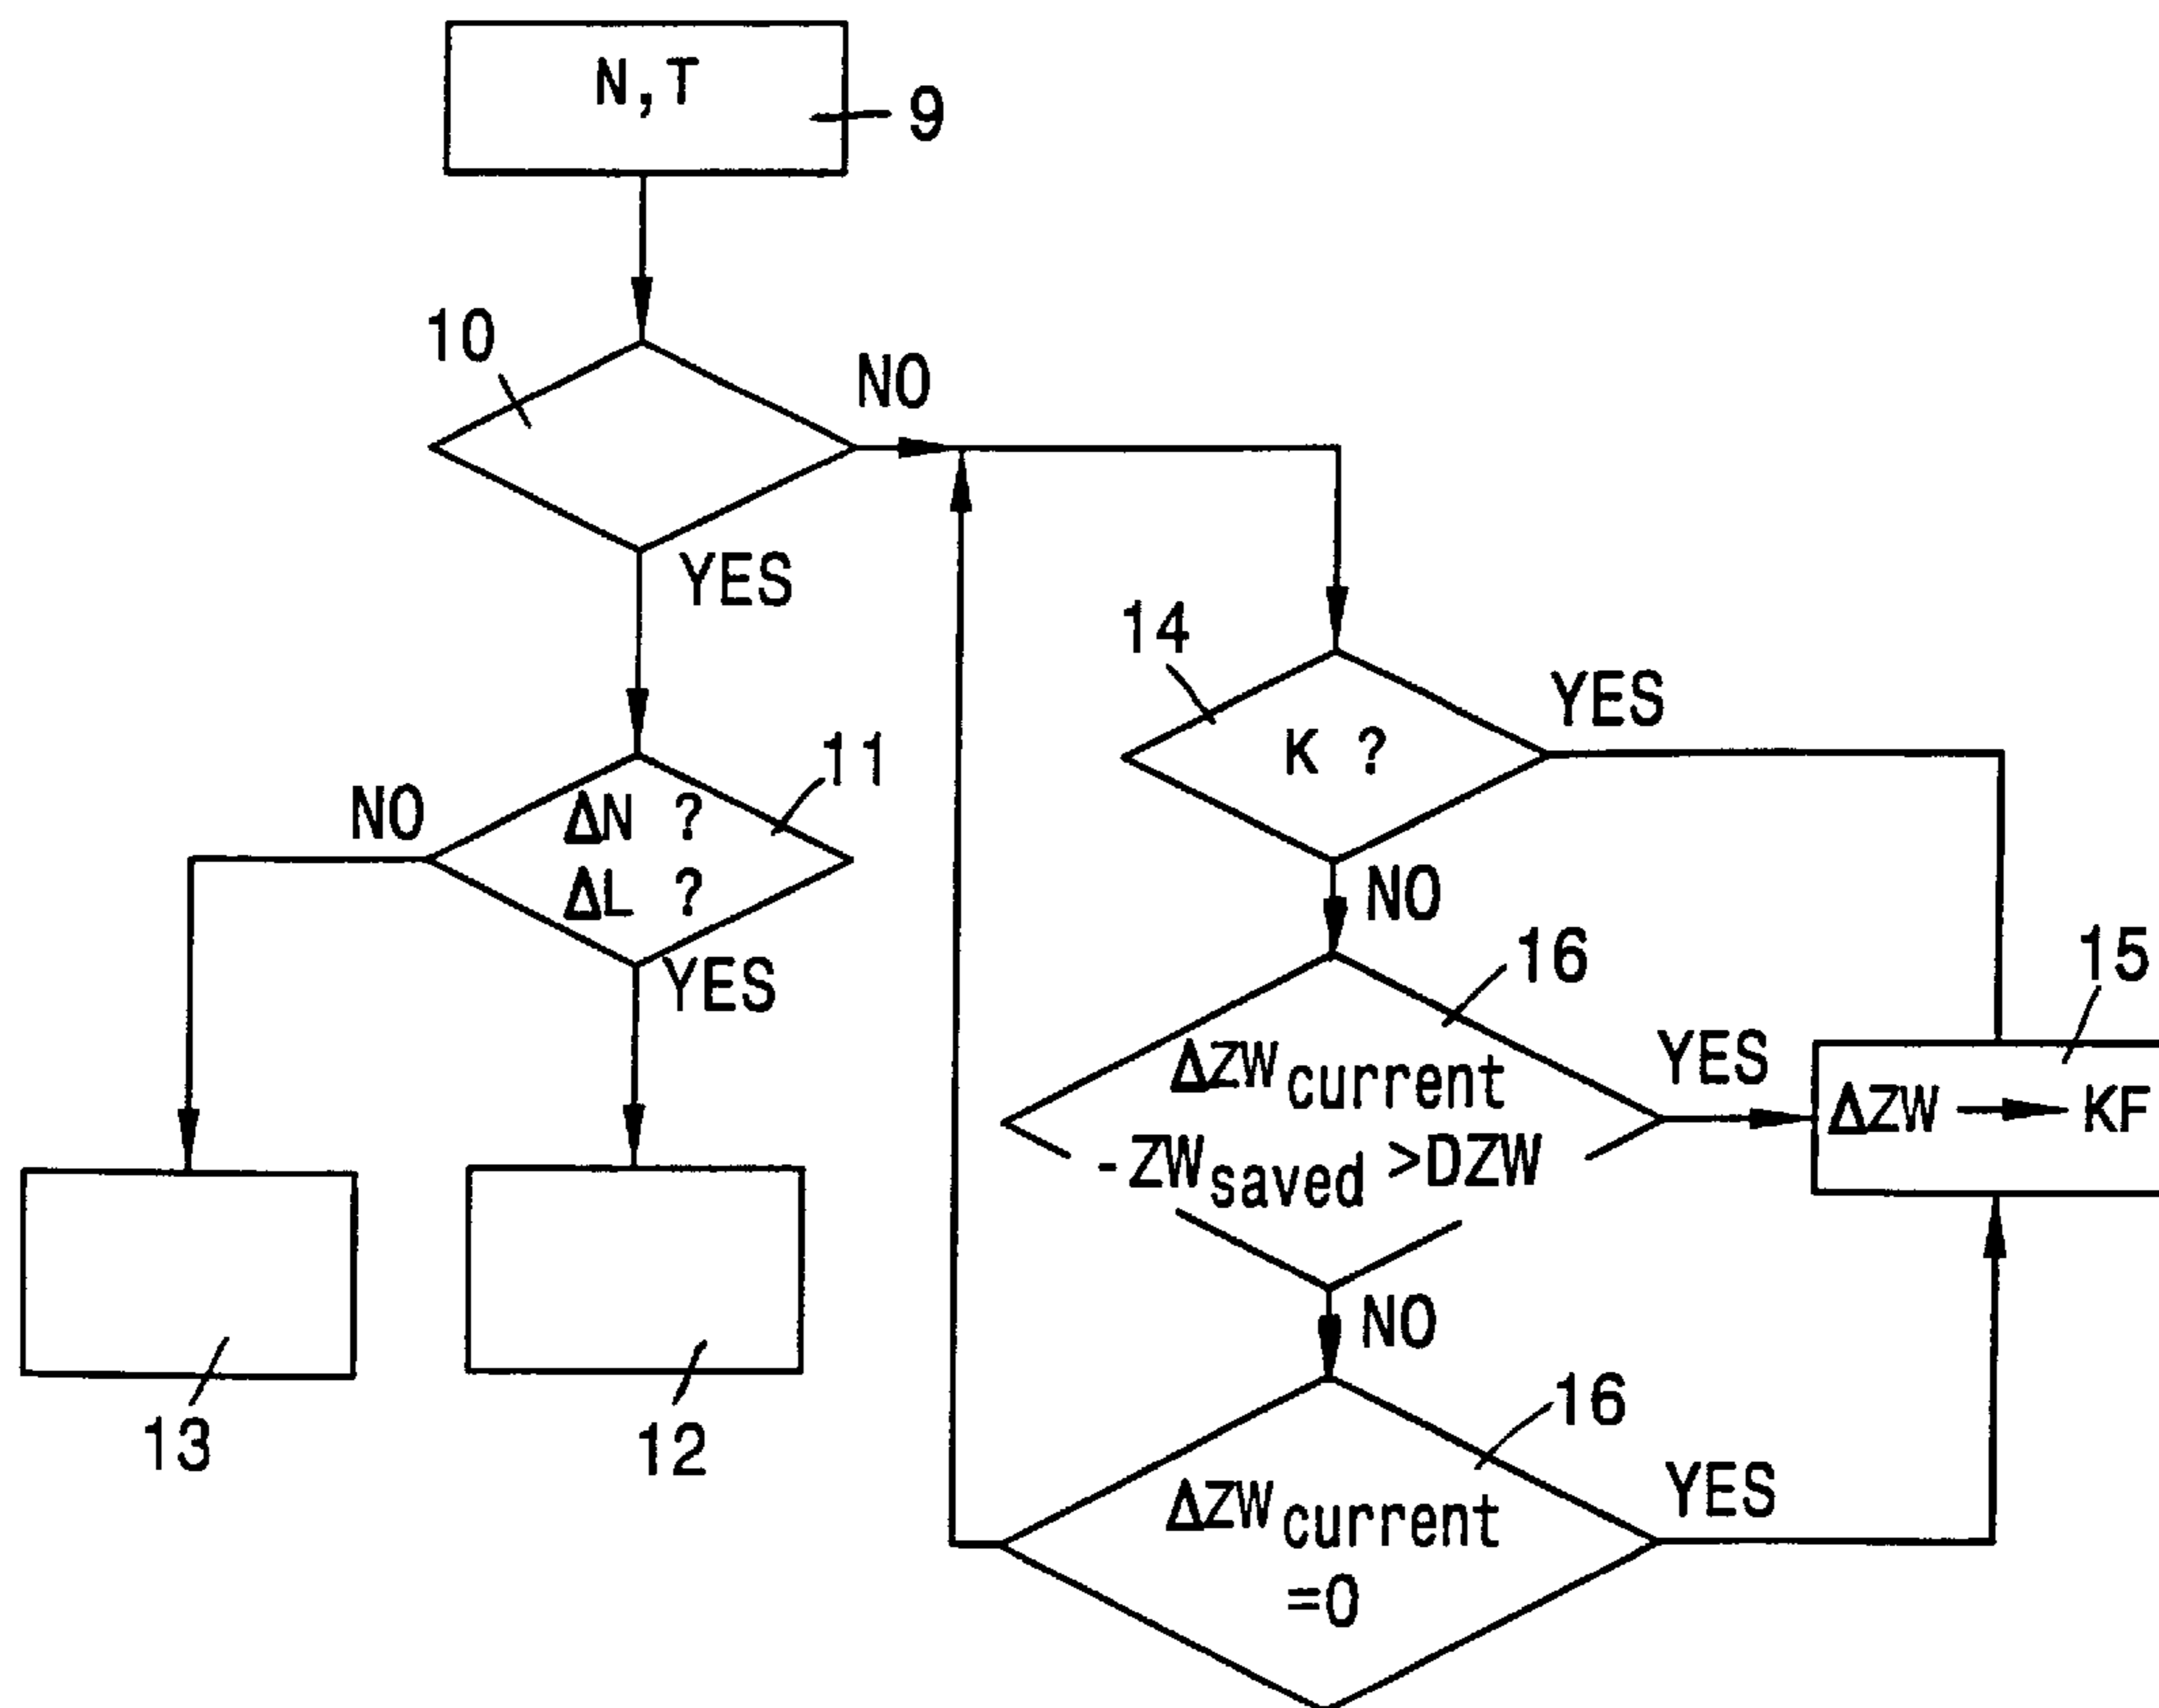 N,T
9
10
NO
YES
14
YES
11
K ?
NO
ΔN ?
ΔL ?
NO
YES
16
15
ΔZWcurrent
YES
ΔZW → KF
-ZWsaved >DZW
NO
16
13
12
YES
ΔZWcurrent
=0